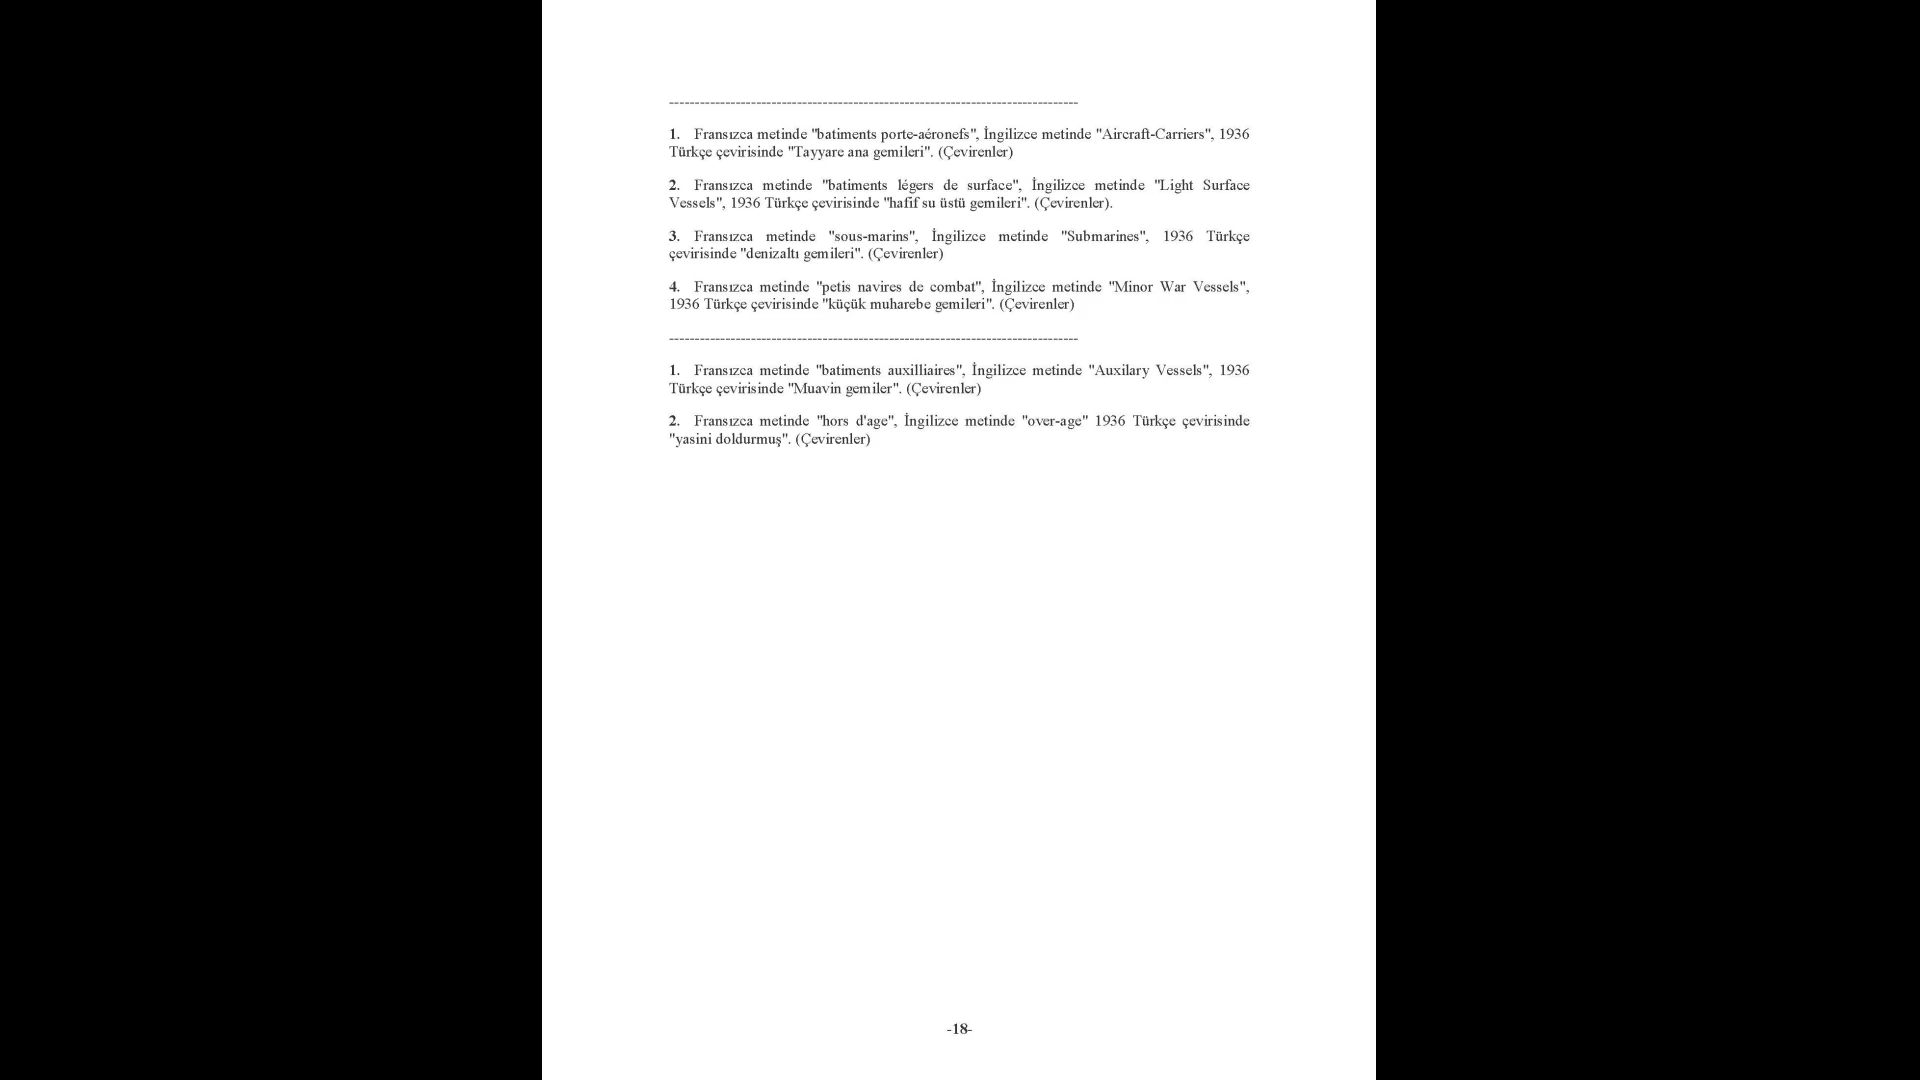 --------------------------------------------------------------------------------
1. Fransızca metinde "batiments porte-aéronefs", İngilizce metinde "Aircraft-Carriers", 1936
Türkçe çevirisinde "Tayyare ana gemileri". (Çevirenler)
2. Fransızca metinde "batiments légers de surface", İngilizce metinde "Light Surface
Vessels", 1936 Türkçe çevirisinde "hafif su üstü gemileri". (Çevirenler).
3. Fransızca metinde "sous-marins", İngilizce metinde "Submarines", 1936 Türkçe
çevirisinde "denizaltı gemileri". (Çevirenler)
4. Fransızca metinde "petis navires de combat", İngilizce metinde "Minor War Vessels",
1936 Türkçe çevirisinde "küçük muharebe gemileri". (Çevirenler)
--------------------------------------------------------------------------------
1. Fransızca metinde "batiments auxilliaires", İngilizce metinde "Auxilary Vessels", 1936
Türkçe çevirisinde "Muavin gemiler". (Çevirenler)
2. Fransızca metinde "hors d'age", İngilizce metinde "over-age" 1936 Türkçe çevirisinde
"yasini doldurmuş". (Çevirenler)
-18-